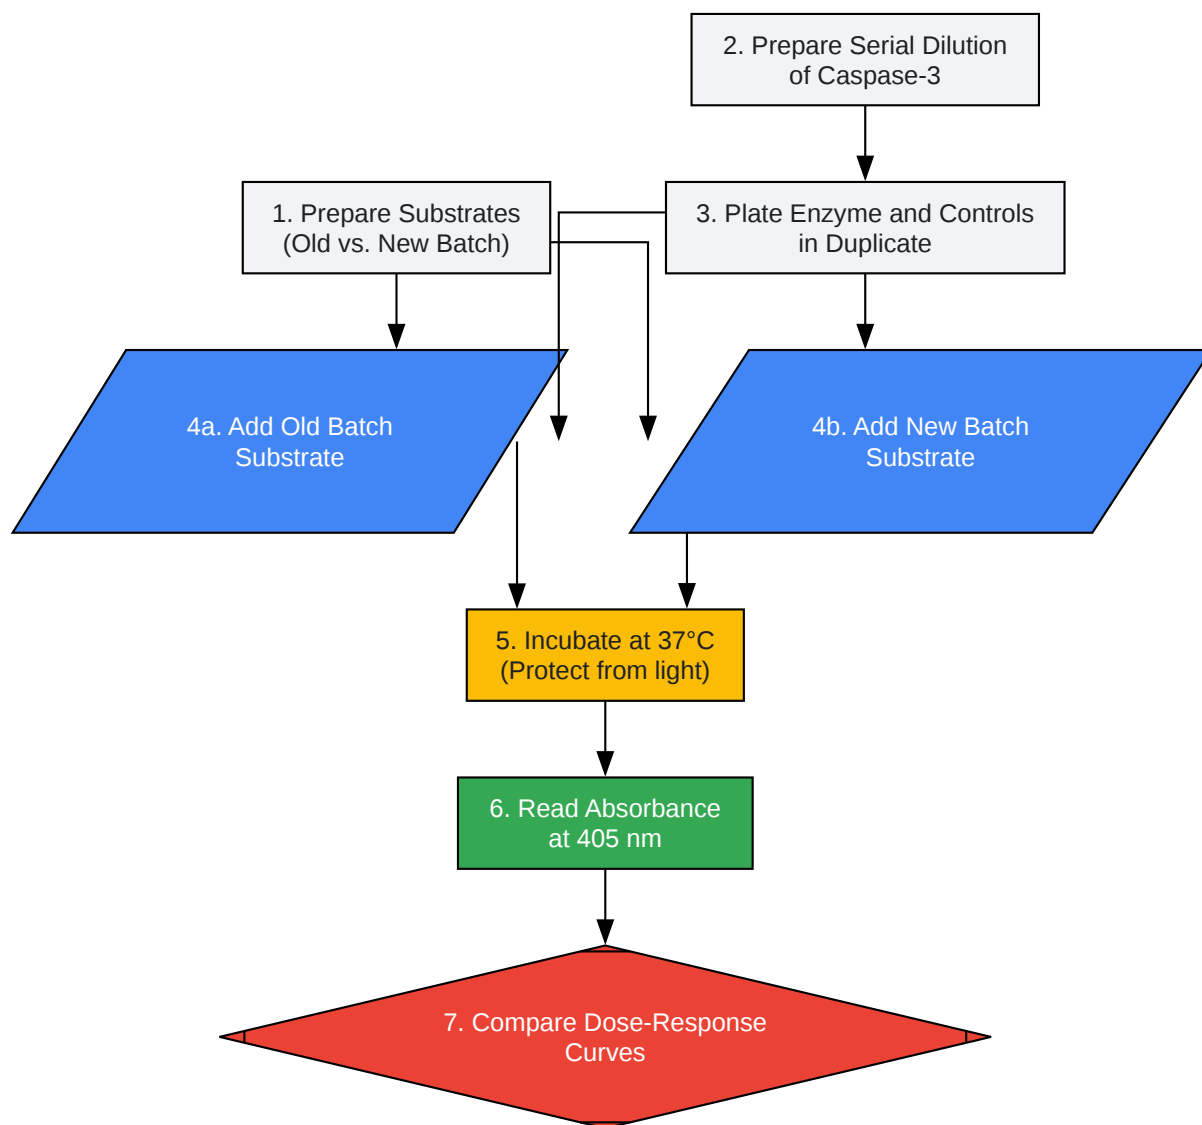 2. Prepare Serial Dilution
of Caspase-3
1. Prepare Substrates
(Old vs. New Batch)
3. Plate Enzyme and Controls
in Duplicate
4a. Add Old Batch
Substrate
4b. Add New Batch
Substrate
5. Incubate at 37°C
(Protect from light)
6. Read Absorbance
at 405 nm
7. Compare Dose-Response
Curves